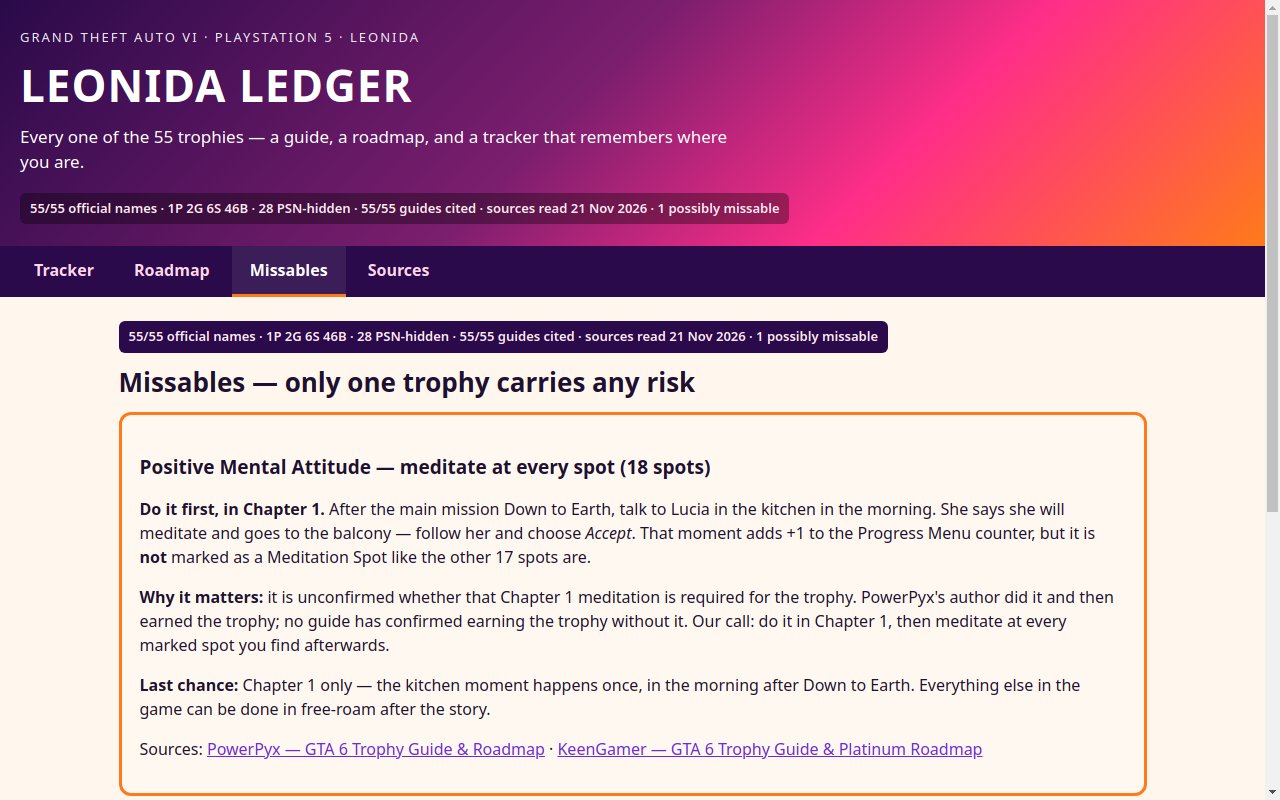 GRAND THEFT AUTO VI · PLAYSTATION 5 · LEONIDA
LEONIDA LEDGER
Every one of the 55 trophies — a guide, a roadmap, and a tracker that remembers where
you are.
55/55 official names · 1P 2G 6S 46B · 28 PSN-hidden · 55/55 guides cited · sources read 21 Nov 2026 · 1 possibly missable
Tracker Roadmap Missables Sources
55/55 official names · 1P 2G 6S 46B · 28 PSN-hidden · 55/55 guides cited · sources read 21 Nov 2026 · 1 possibly missable
Missables — only one trophy carries any risk
Positive Mental Attitude — meditate at every spot (18 spots)
Do it first, in Chapter 1. After the main mission Down to Earth, talk to Lucia in the kitchen in the morning. She says she will
meditate and goes to the balcony — follow her and choose Accept. That moment adds +1 to the Progress Menu counter, but it is
not marked as a Meditation Spot like the other 17 spots are.
Why it matters: it is unconfirmed whether that Chapter 1 meditation is required for the trophy. PowerPyx's author did it and then
earned the trophy; no guide has confirmed earning the trophy without it. Our call: do it in Chapter 1, then meditate at every
marked spot you find afterwards.
Last chance: Chapter 1 only — the kitchen moment happens once, in the morning after Down to Earth. Everything else in the
game can be done in free-roam after the story.
Sources: PowerPyx — GTA 6 Trophy Guide & Roadmap · KeenGamer — GTA 6 Trophy Guide & Platinum Roadmap